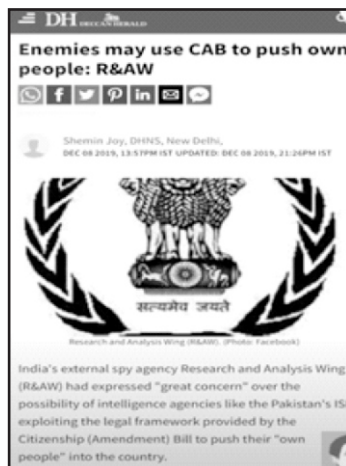 DH DECCAN HERALD
Enemies may use CAB to push own
people: R&AW
Shemin Joy, DHNS, New Delhi,
DEC 08 2019, 13:57PM IST UPDATED: DEC 08 2019, 21:26PM IST
सत्यमेव जयते
Research and Analysis Wing (R&AW). (Photo: Facebook)
India's external spy agency Research and Analysis Wing
(R&AW) had expressed "great concern" over the
possibility of intelligence agencies like the Pakistan's IS
exploiting the legal framework provided by the
Citizenship (Amendment) Bill to push their "own
people" into the country.